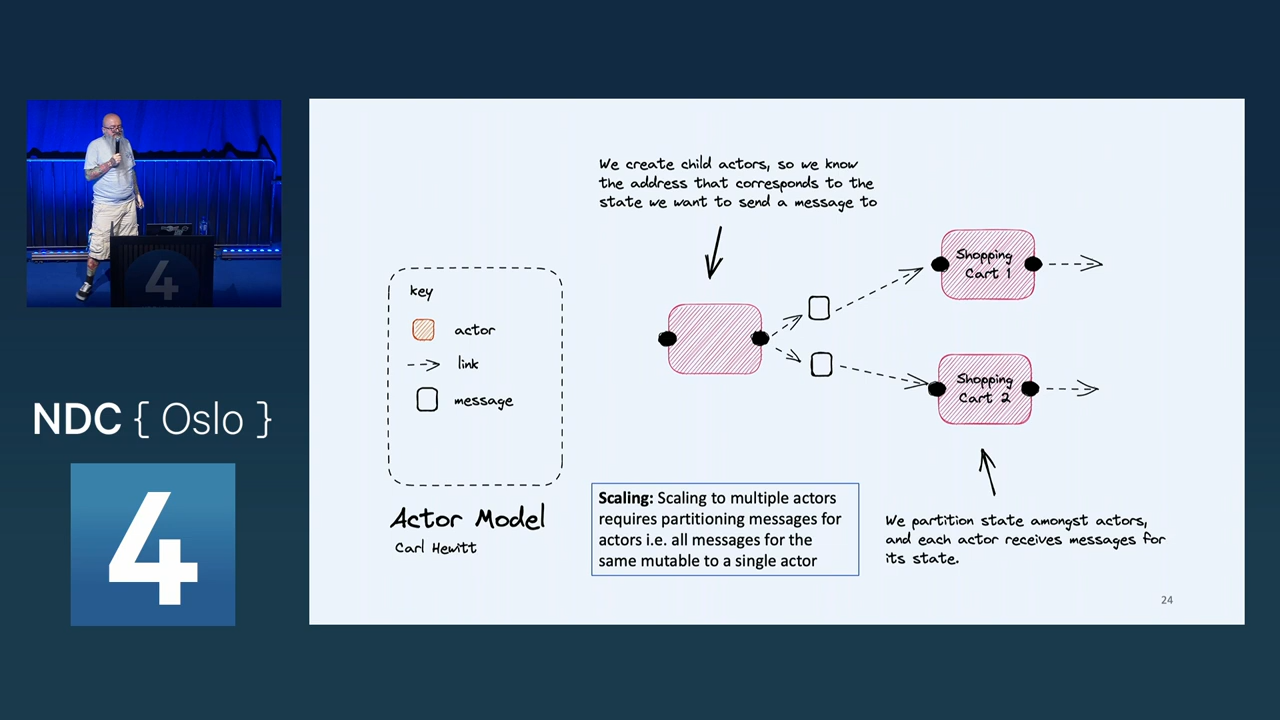 We create child actors, so we know
the address that corresponds to the
state we want to send a message to
key
actor
link
message
Shopping
Cart 1
Shopping
Cart 2
Actor Model
Carl Hewitt
Scaling: Scaling to multiple actors
requires partitioning messages for
actors i.e. all messages for the
same mutable to a single actor
We partition state amongst actors,
and each actor receives messages for
its state.
24
NDC { Oslo }
4
4